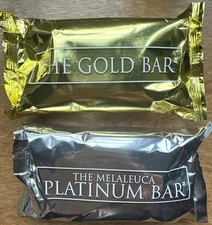 THE GOLD BAR
THE MELALEUCA
PLATINUM BAR